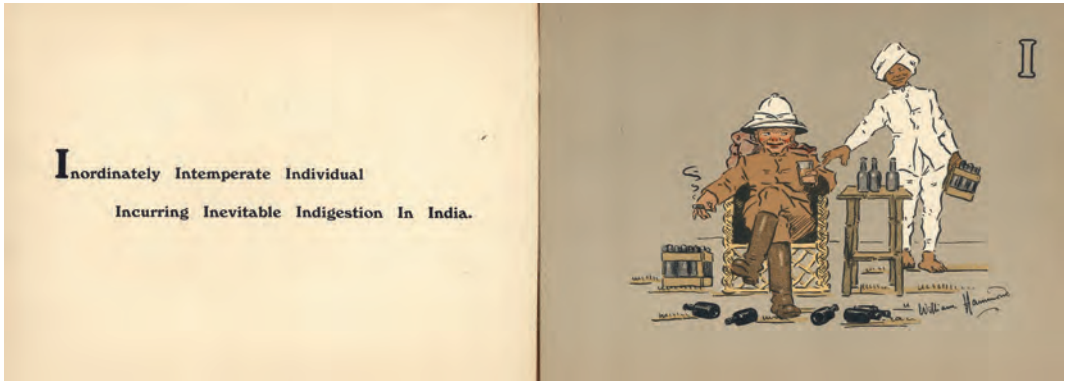 Inordinately Intemperate Individual
Incurring Inevitable Indigestion In India.
I
William Hammond